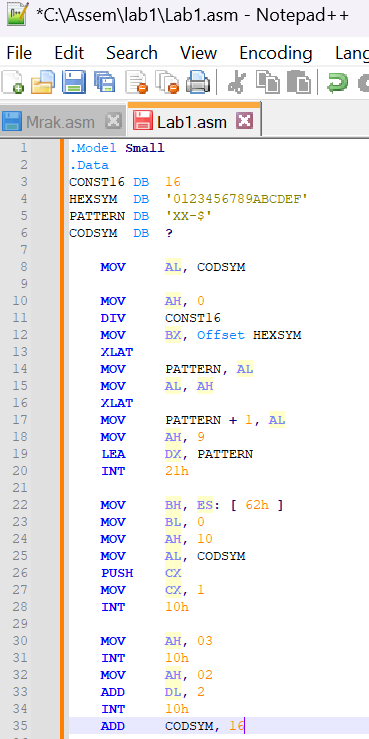 *C:\Assem\lab1\Lab1.asm - Notepad++
File Edit Search View Encoding Lang
Mrak.asm Lab1.asm
1 .Model Small
2 .Data
3 CONST16 DB 16
4 HEXSYM DB '0123456789ABCDEF'
5 PATTERN DB 'XX-$'
6 CODSYM DB ?
7
8 MOV AL, CODSYM
9
10 MOV AH, 0
11 DIV CONST16
12 MOV BX, Offset HEXSYM
13 XLAT
14 MOV PATTERN, AL
15 MOV AL, AH
16 XLAT
17 MOV PATTERN + 1, AL
18 MOV AH, 9
19 LEA DX, PATTERN
20 INT 21h
21
22 MOV BH, ES: [ 62h ]
23 MOV BL, 0
24 MOV AH, 10
25 MOV AL, CODSYM
26 PUSH CX
27 MOV CX, 1
28 INT 10h
29
30 MOV AH, 03
31 INT 10h
32 MOV AH, 02
33 ADD DL, 2
34 INT 10h
35 ADD CODSYM, 16